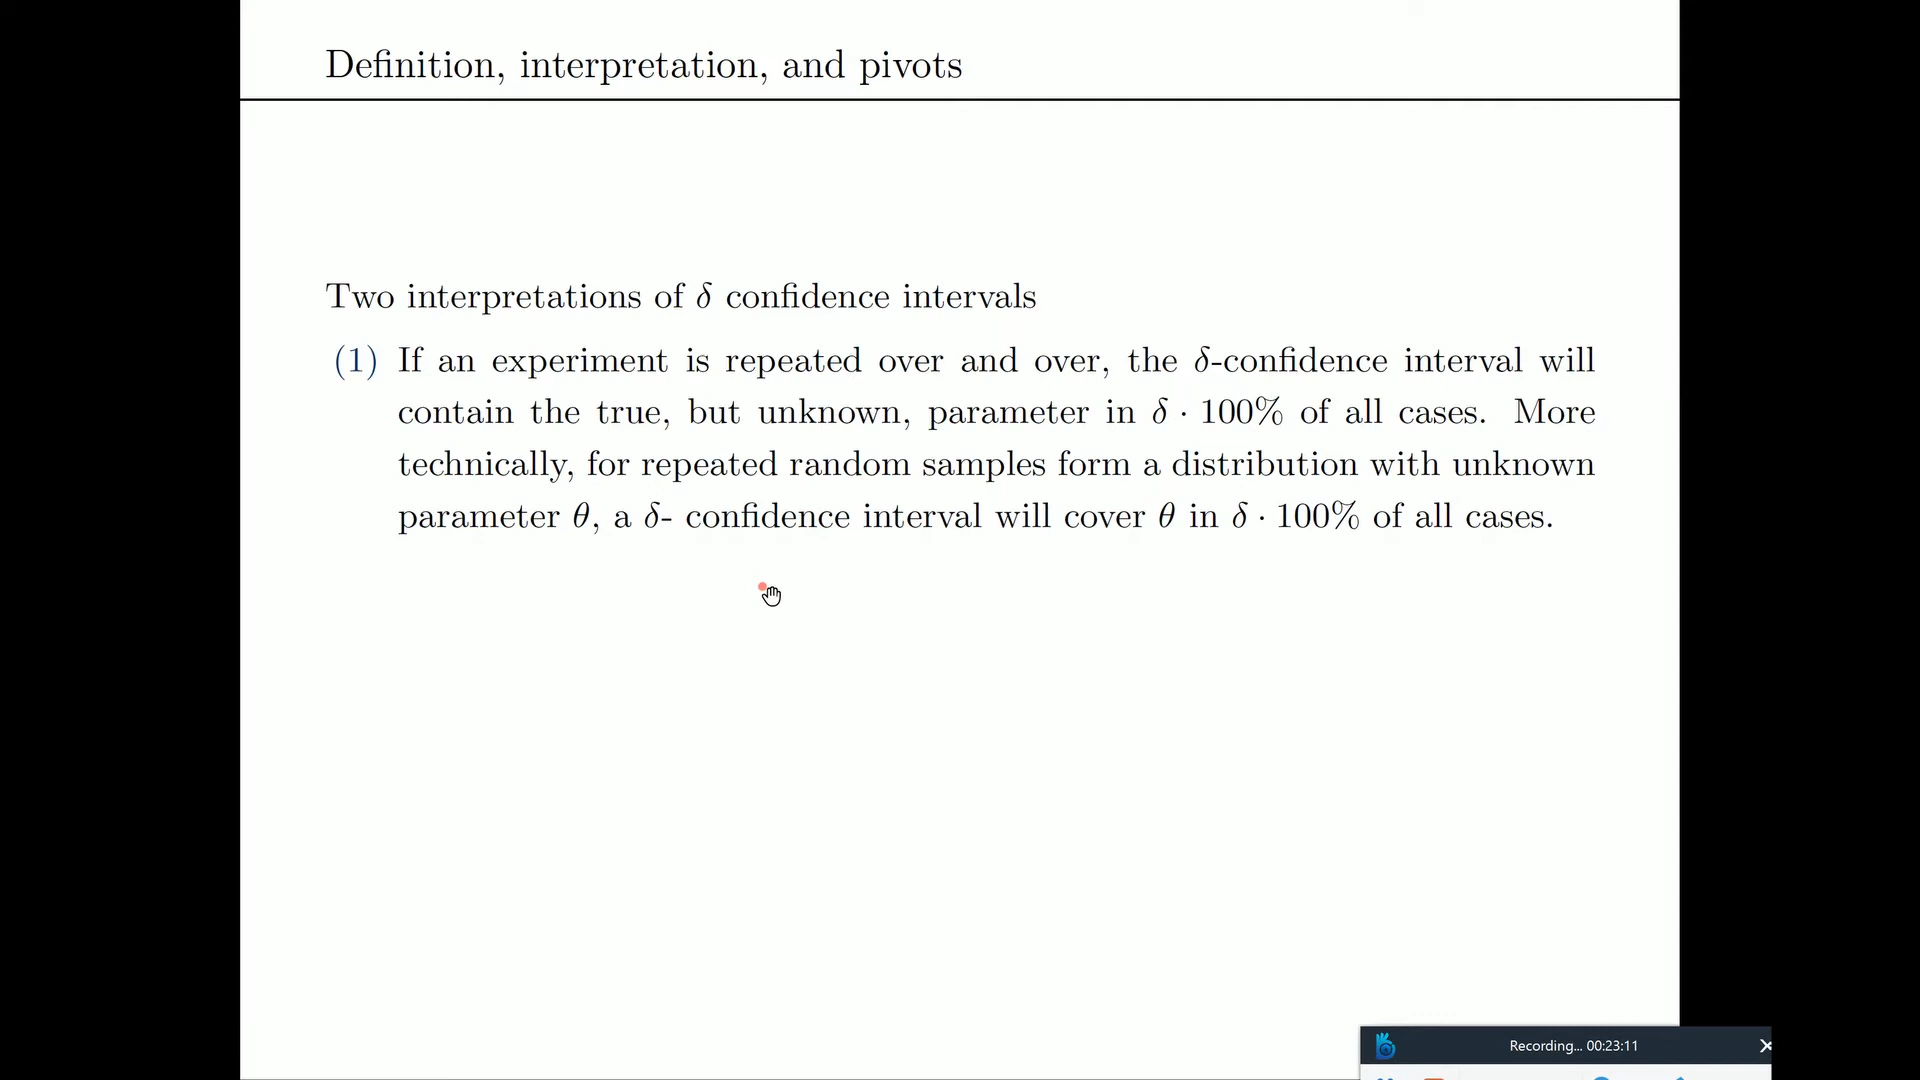 Definition, interpretation, and pivots
Two interpretations of δ confidence intervals
(1) If an experiment is repeated over and over, the δ-confidence interval will
contain the true, but unknown, parameter in δ · 100% of all cases. More
technically, for repeated random samples form a distribution with unknown
parameter θ, a δ- confidence interval will cover θ in δ · 100% of all cases.
Recording... 00:23:11